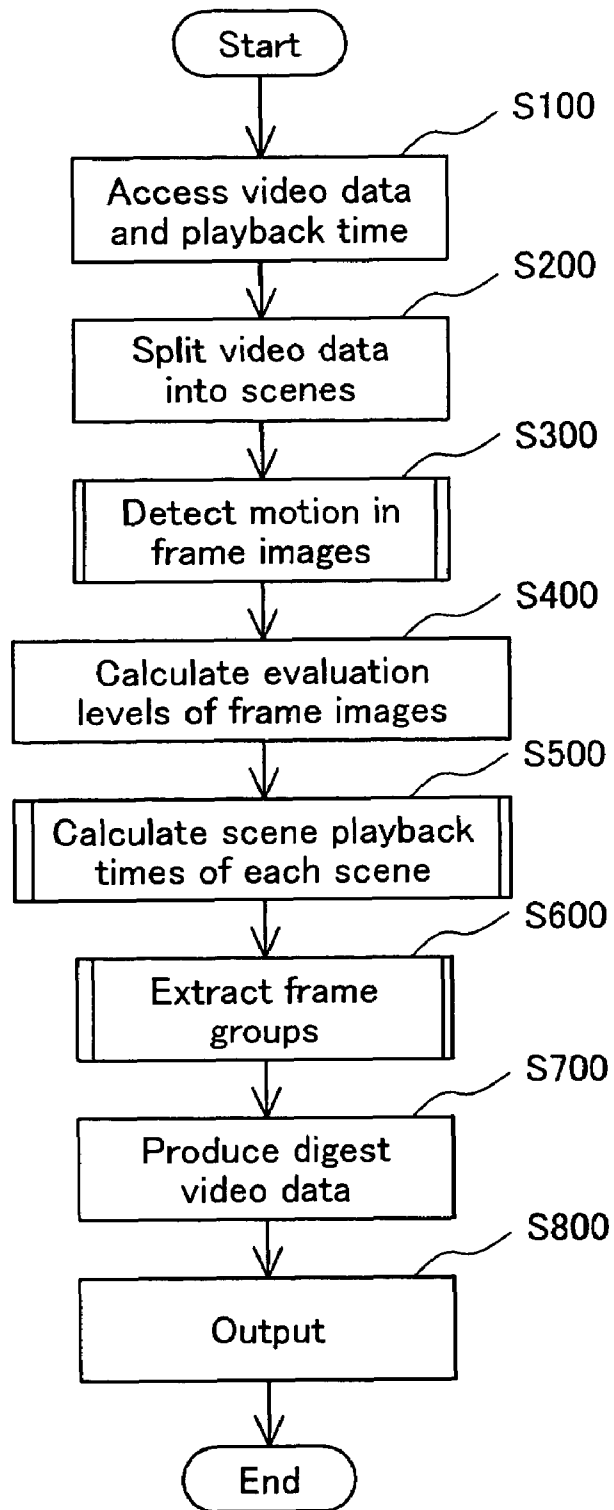 Start
S100
Access video data
and playback time
S200
Split video data
into scenes
S300
Detect motion in
frame images
S400
Calculate evaluation
levels of frame images
S500
Calculate scene playback
times of each scene
S600
Extract frame
groups
S700
Produce digest
video data
S800
Output
End